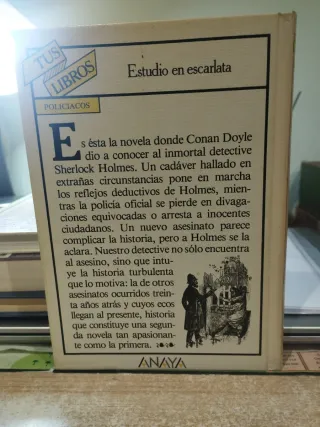 TUS
LIBROS
POLICIACOS
Estudio en escarlata
Es ésta la novela donde Conan Doyle
dio a conocer al inmortal detective
Sherlock Holmes. Un cadáver hallado en
extrañas circunstancias pone en marcha
los reflejos deductivos de Holmes, mien-
tras la policía oficial se pierde en divaga-
ciones equivocadas o arresta a inocentes
ciudadanos. Un nuevo asesinato parece
complicar la historia, pero a Holmes se la
aclara. Nuestro detective no sólo encuentra
al asesino, sino que intu-
ye la historia turbulenta
que lo motiva: la de otros
asesinatos ocurridos trein-
ta años atrás y cuyos ecos
llegan al presente, historia
que constituye una segun-
da novela tan apasionan-
te como la primera.
ANAYA